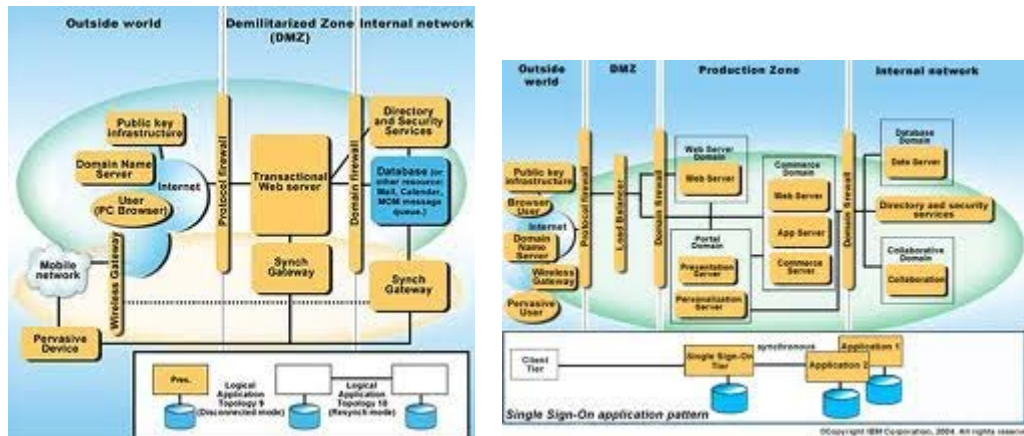 Outside world
Demilitarized Zone
(DMZ)
Internal network
Public key
infrastructure
Domain Name
Server
Internet
User
(PC Browser)
Mobile
network
Wireless Gateway
Pervasive
Device
Protocol firewall
Transactional
Web server
Synch
Gateway
Domain firewall
Directory
and Security
Services
Database (or
other resource:
Mail, Calendar,
MOM message
queue.)
Synch
Gateway
Pres.
Logical
Application
Topology 9
(Disconnected mode)
Logical
Application
Topology 10
(Resynch mode)
Outside
world
DMZ
Production Zone
Internal network
Public key
infrastructure
Browser
User
Internet
Domain Name
Server
Wireless
Gateway
Pervasive
User
Protocol firewall
Load Balancer
Domain firewall
Web Server
Domain
Web Server
Portal
Domain
Presentation
Server
Personalization
Server
Commerce
Domain
Web
Server
App Server
Commerce
Server
Domain firewall
Database
Domain
Data Server
Directory and security
services
Collaborative
Domain
Collaboration
Client
Tier
Single Sign-On
Tier
synchronous
Application 1
Application 2
Single Sign-On application pattern
©Copyright IBM Corporation, 2004. All rights reserve